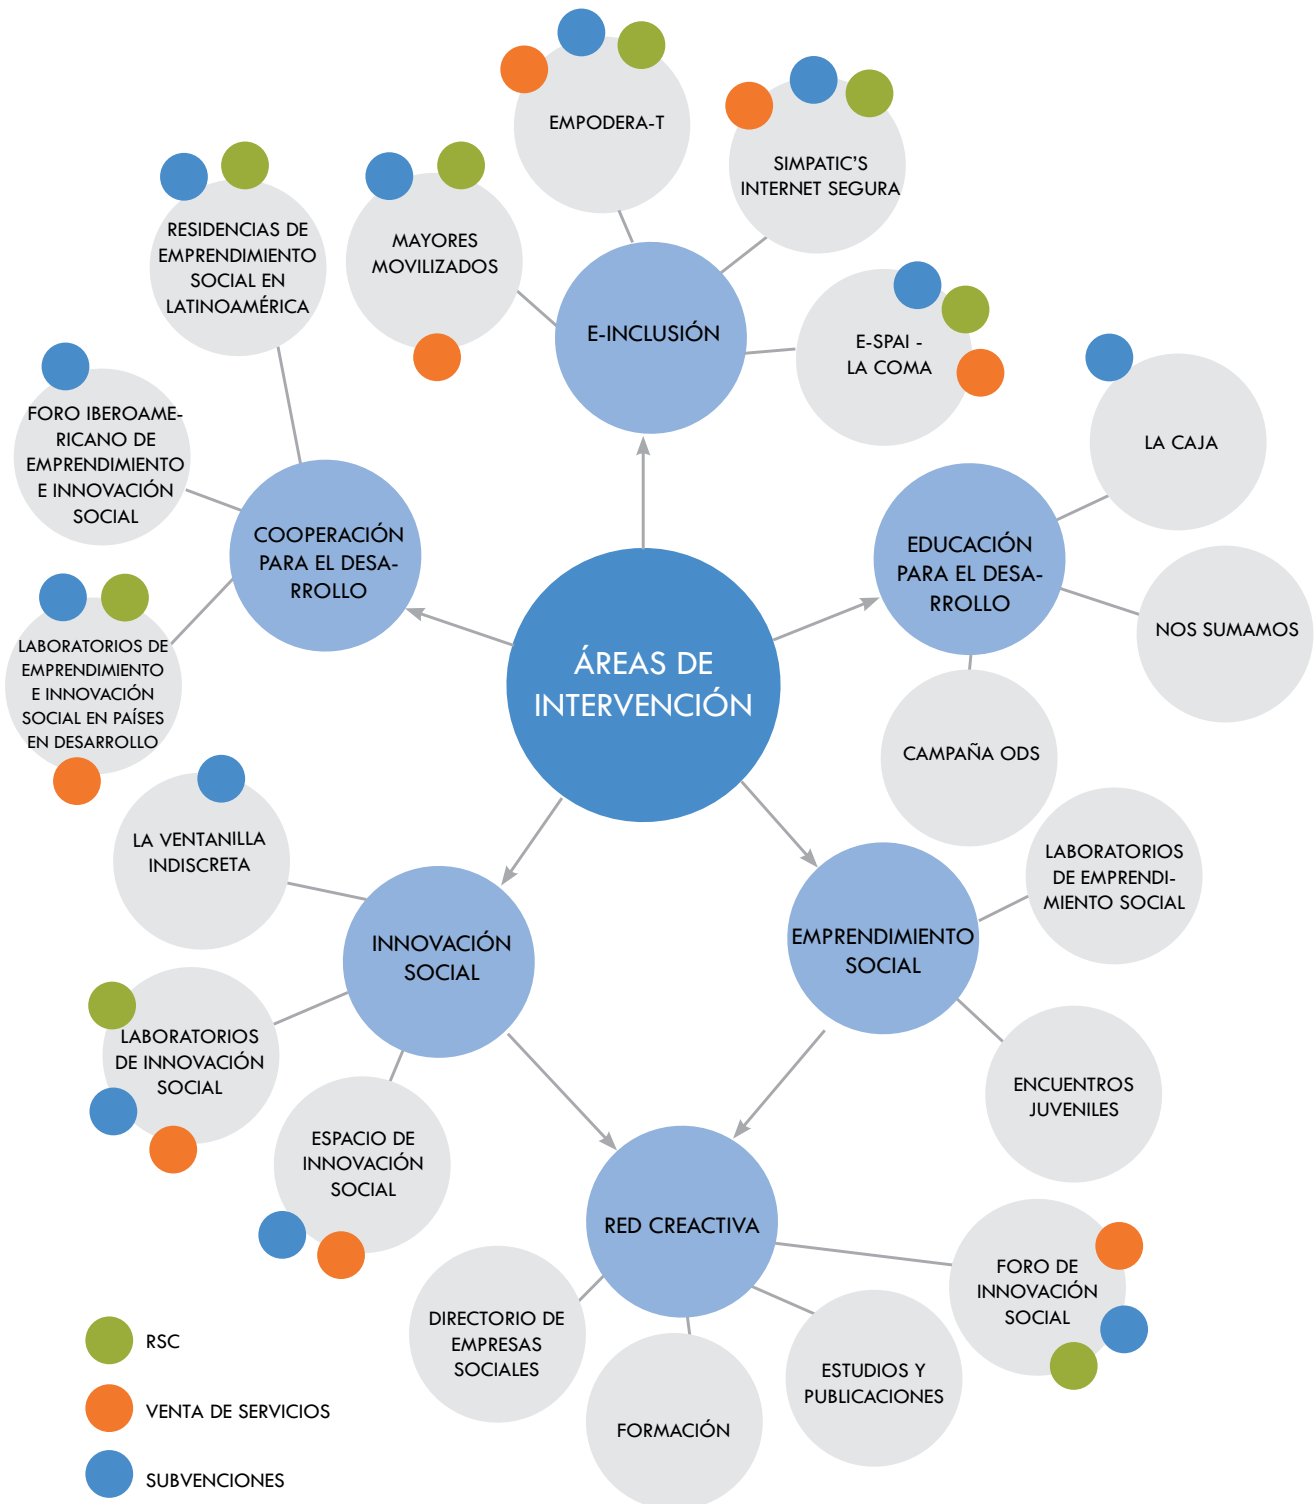 EMPODERA-T
SIMPATIC'S
INTERNET SEGURA
RESIDENCIAS DE
EMPRENDIMIENTO
SOCIAL EN
LATINOAMÉRICA
MAYORES
MOVILIZADOS
E-INCLUSIÓN
E-SPAI -
LA COMA
FORO IBEROAME-
RICANO DE
EMPRENDIMIENTO
E INNOVACIÓN
SOCIAL
LA CAJA
COOPERACIÓN
PARA EL DESA-
RROLLO
EDUCACIÓN
PARA EL DESA-
RROLLO
NOS SUMAMOS
LABORATORIOS DE
EMPRENDIMIENTO
E INNOVACIÓN
SOCIAL EN PAÍSES
EN DESARROLLO
ÁREAS DE
INTERVENCIÓN
CAMPAÑA ODS
LA VENTANILLA
INDISCRETA
LABORATORIOS
DE EMPRENDI-
MIENTO SOCIAL
INNOVACIÓN
SOCIAL
EMPRENDIMIENTO
SOCIAL
LABORATORIOS
DE INNOVACIÓN
SOCIAL
ENCUENTROS
JUVENILES
ESPACIO DE
INNOVACIÓN
SOCIAL
RED CREACTIVA
FORO DE
INNOVACIÓN
SOCIAL
DIRECTORIO DE
EMPRESAS
SOCIALES
ESTUDIOS Y
PUBLICACIONES
FORMACIÓN
RSC
VENTA DE SERVICIOS
SUBVENCIONES